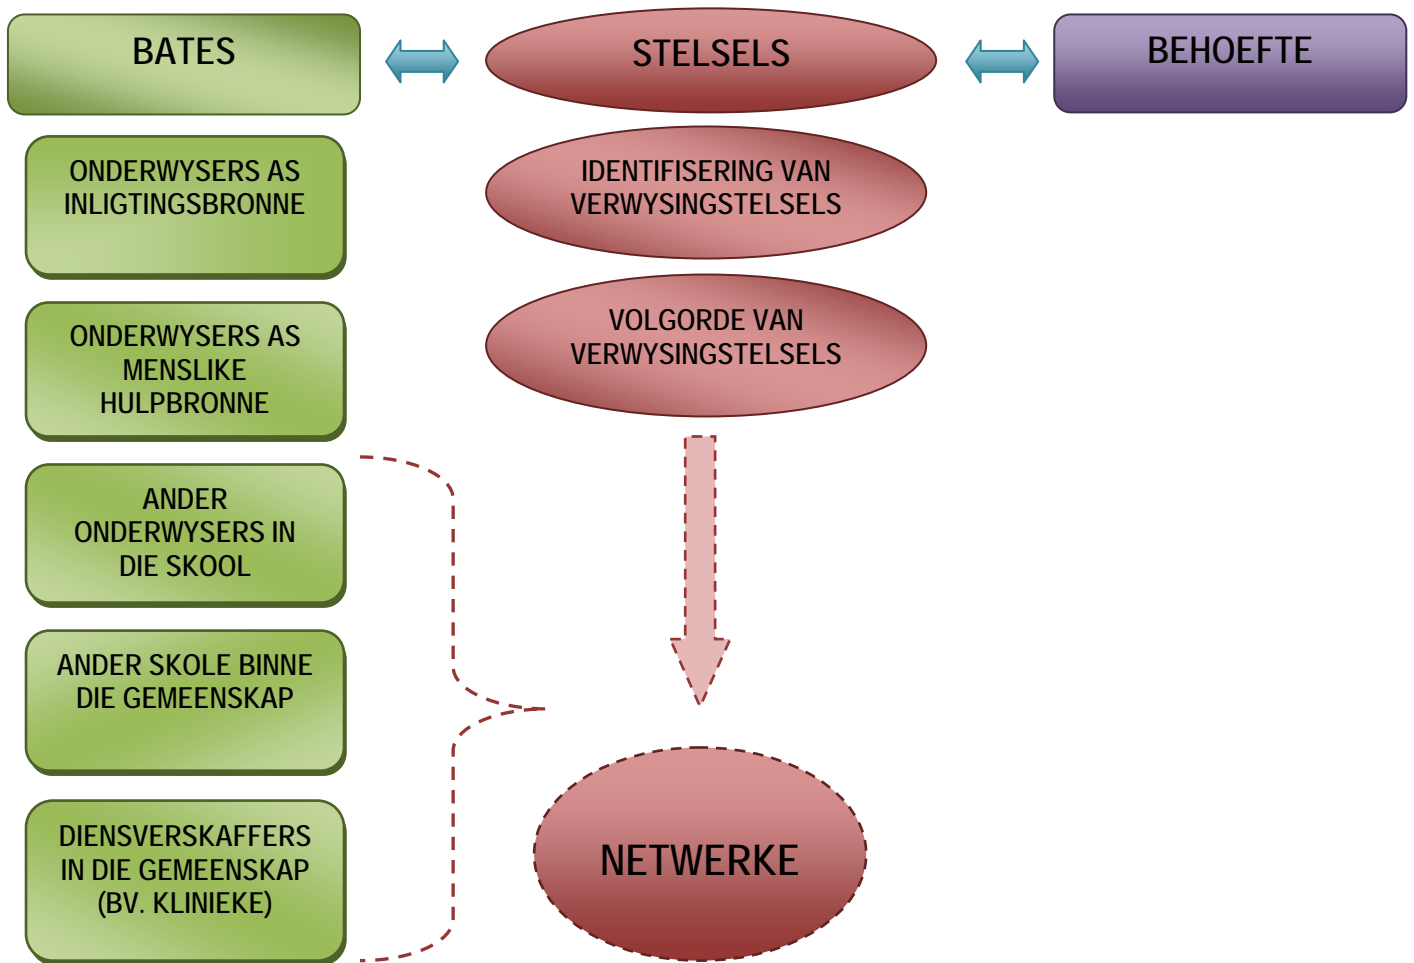 BATES
STELSELS
BEHOEFTE
ONDERWYSERS AS
INLIGTINGSBRONNE
IDENTIFISERING VAN
VERWYSINGSTELSELS
ONDERWYSERS AS
MENSLIKE
HULPBRONNE
VOLGORDE VAN
VERWYSINGSTELSELS
ANDER
ONDERWYSERS IN
DIE SKOOL
ANDER SKOLE BINNE
DIE GEMEENSKAP
DIENSVERSKAFFERS
IN DIE GEMEENSKAP
(BV. KLINIEKE)
NETWERKE